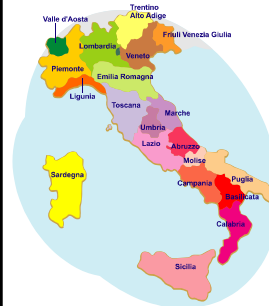 Trentino
Alto Adige
Valle d'Aosta
Friuli Venezia Giulia
Lombardia
Veneto
Piemonte
Emilia Romagna
Ligunia
Toscana
Marche
Umbria
Lazio
Abruzzo
Molise
Sardegna
Campania
Puglia
Basilicata
Calabria
Sicilia